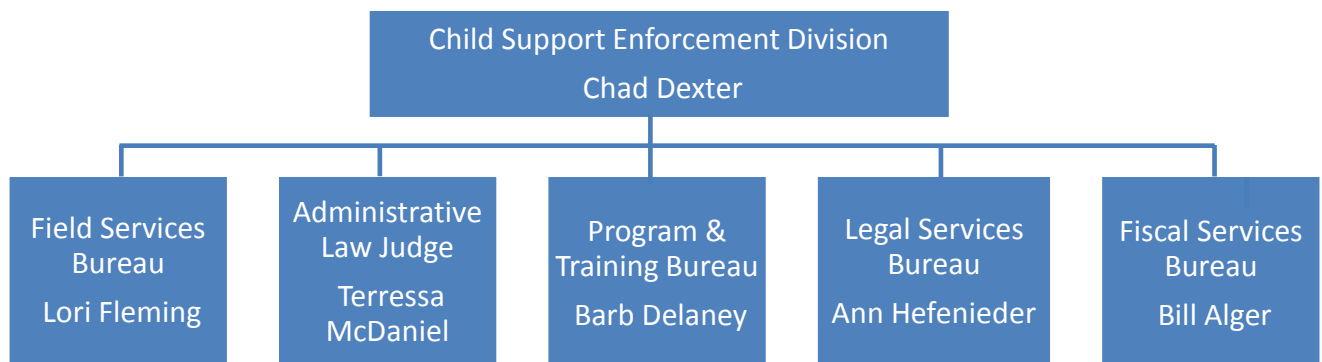 Child Support Enforcement Division
Chad Dexter
Field Services
Bureau
Lori Fleming
Administrative
Law Judge
Terressa
McDaniel
Program &
Training Bureau
Barb Delaney
Legal Services
Bureau
Ann Hefenieder
Fiscal Services
Bureau
Bill Alger